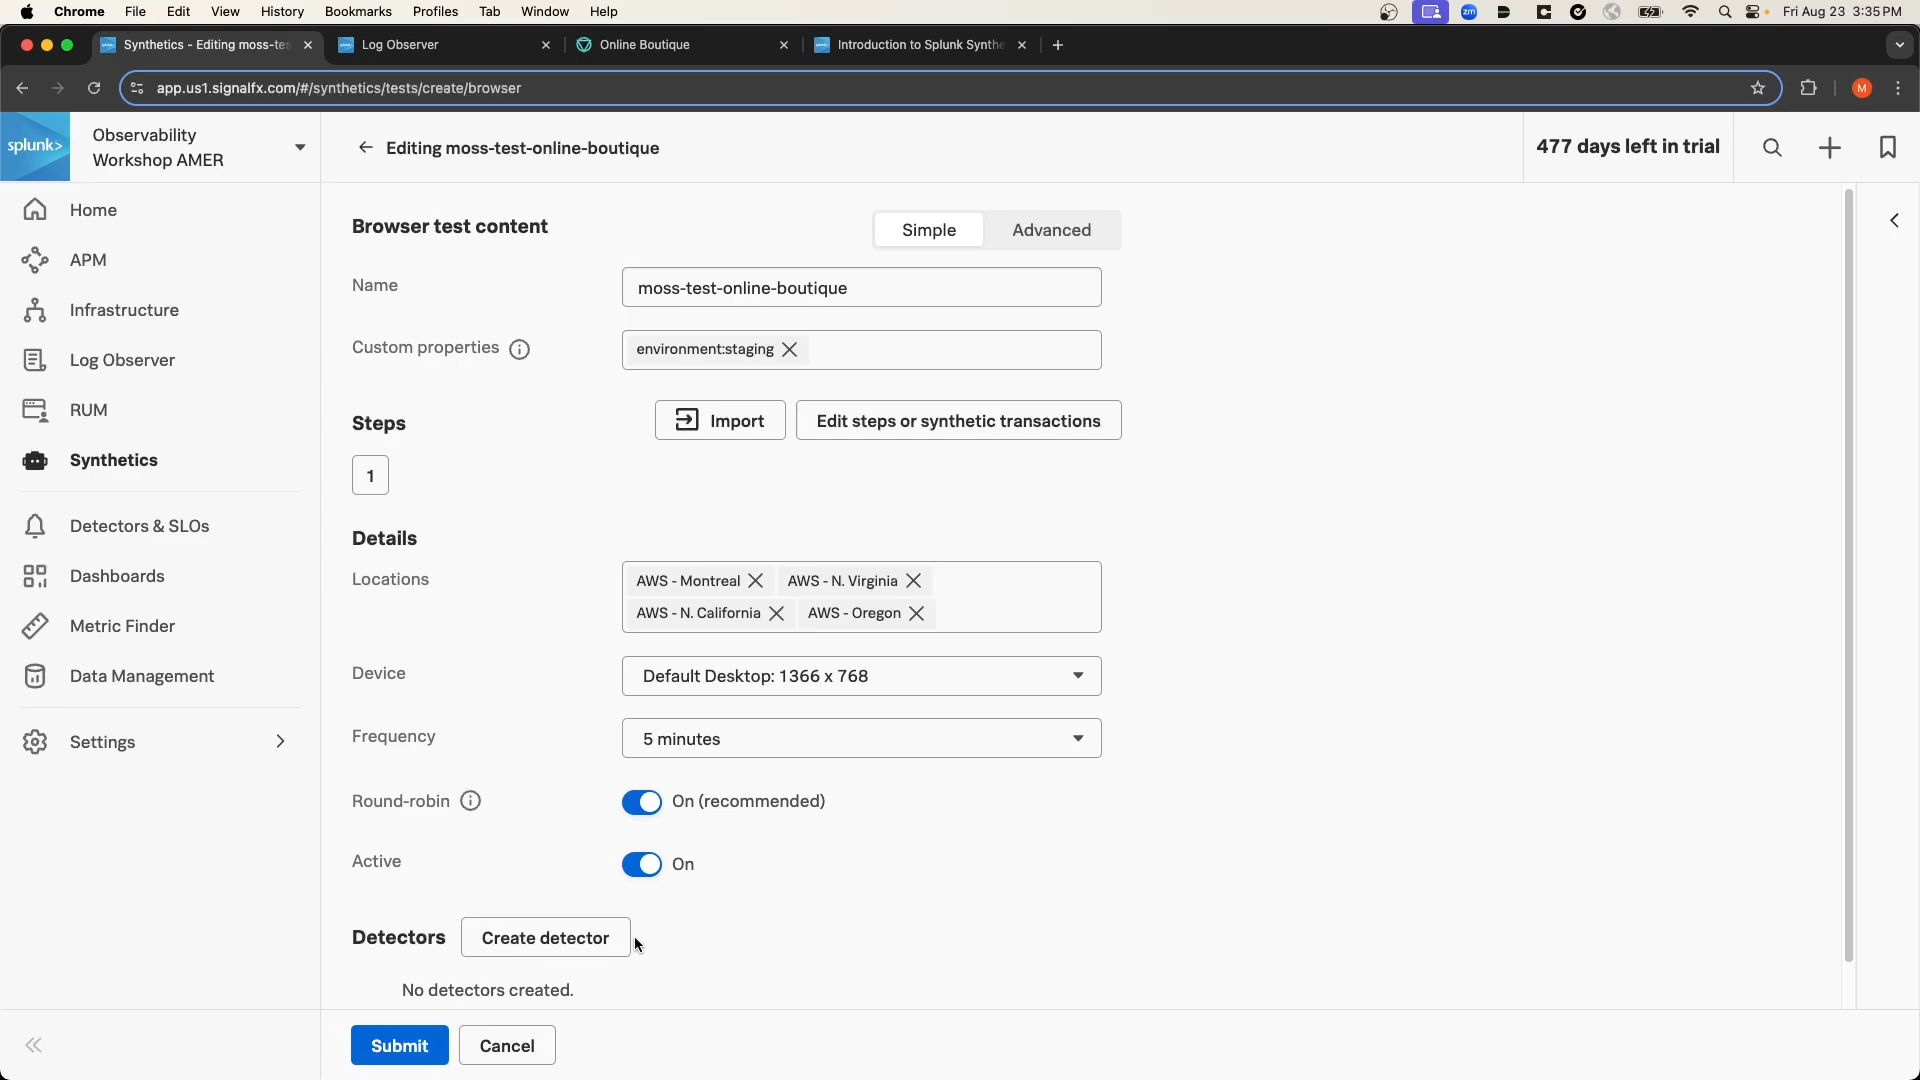 Chrome File Edit View History Bookmarks Profiles Tab Window Help
zm
Fri Aug 23 3:35 PM
Synthetics - Editing moss-tes
Log Observer
Online Boutique
Introduction to Splunk Synthe
app.us1.signalfx.com/#/synthetics/tests/create/browser
M
splunk>
Observability
Workshop AMER
Editing moss-test-online-boutique
477 days left in trial
Home
APM
Infrastructure
Log Observer
RUM
Synthetics
Detectors & SLOs
Dashboards
Metric Finder
Data Management
Settings
Browser test content
Simple
Advanced
Name
moss-test-online-boutique
Custom properties
environment:staging
Steps
Import
Edit steps or synthetic transactions
1
Details
Locations
AWS - Montreal
AWS - N. Virginia
AWS - N. California
AWS - Oregon
Device
Default Desktop: 1366 x 768
Frequency
5 minutes
Round-robin
On (recommended)
Active
On
Detectors
Create detector
No detectors created.
Submit
Cancel